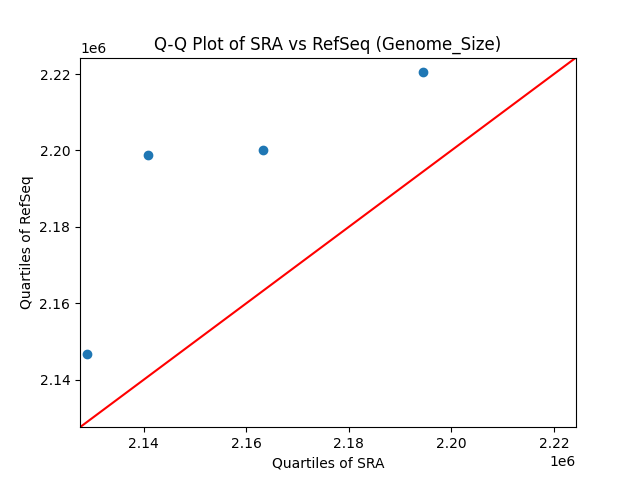 Q-Q Plot of SRA vs RefSeq (Genome_Size)
1e6
2.22
2.20
2.18
2.16
2.14
Quartiles of RefSeq
2.14 2.16 2.18 2.20 2.22
1e6
Quartiles of SRA